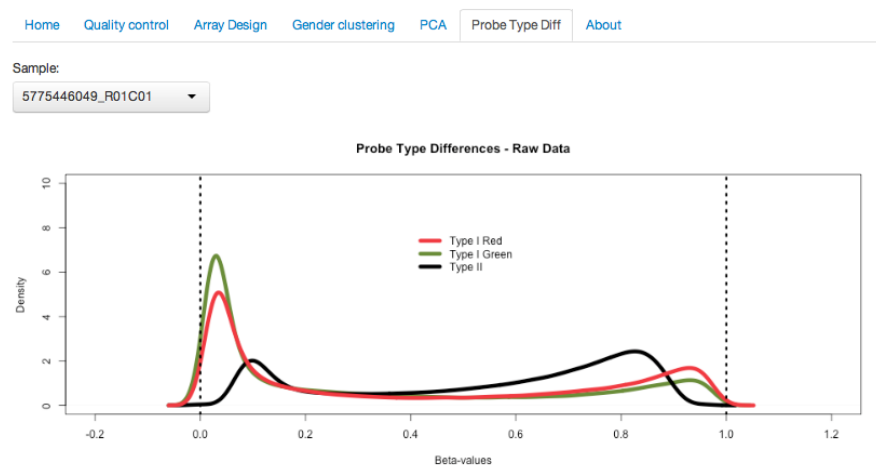 Home Quality control Array Design Gender clustering PCA Probe Type Diff About
Sample:
5775446049_R01C01
Probe Type Differences - Raw Data
10
8
6
4
2
0
Density
Type I Red
Type I Green
Type II
-0.2 0.0 0.2 0.4 0.6 0.8 1.0 1.2
Beta-values